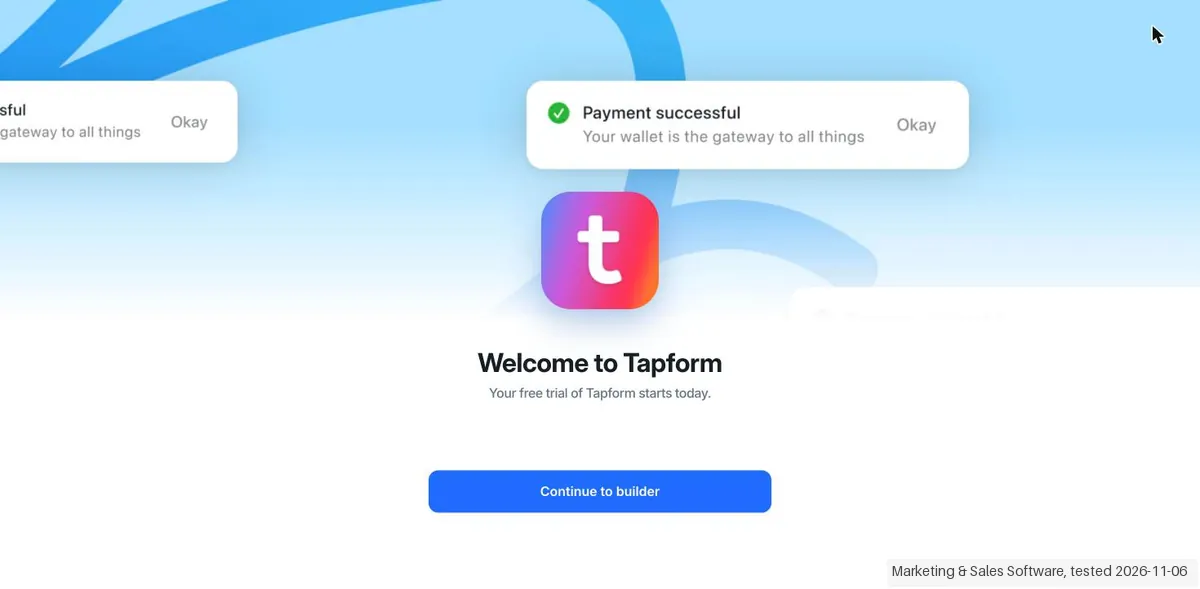 sful
gateway to all things
Okay
Payment successful
Your wallet is the gateway to all things
Okay
t
Welcome to Tapform
Your free trial of Tapform starts today.
Continue to builder
Marketing & Sales Software, tested 2026-11-06